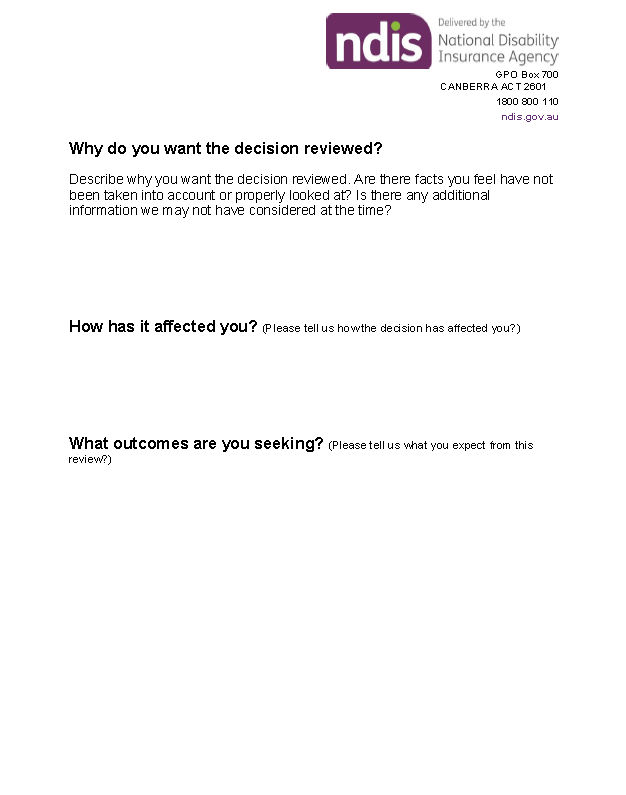 ndis
Delivered by the
National Disability
Insurance Agency
GPO Box 700
CANBERRA ACT 2601
1800 800 110
ndis.gov.au
Why do you want the decision reviewed?
Describe why you want the decision reviewed. Are there facts you feel have not
been taken into account or properly looked at? Is there any additional
information we may not have considered at the time?
How has it affected you? (Please tell us how the decision has affected you?)
What outcomes are you seeking? (Please tell us what you expect from this
review?)